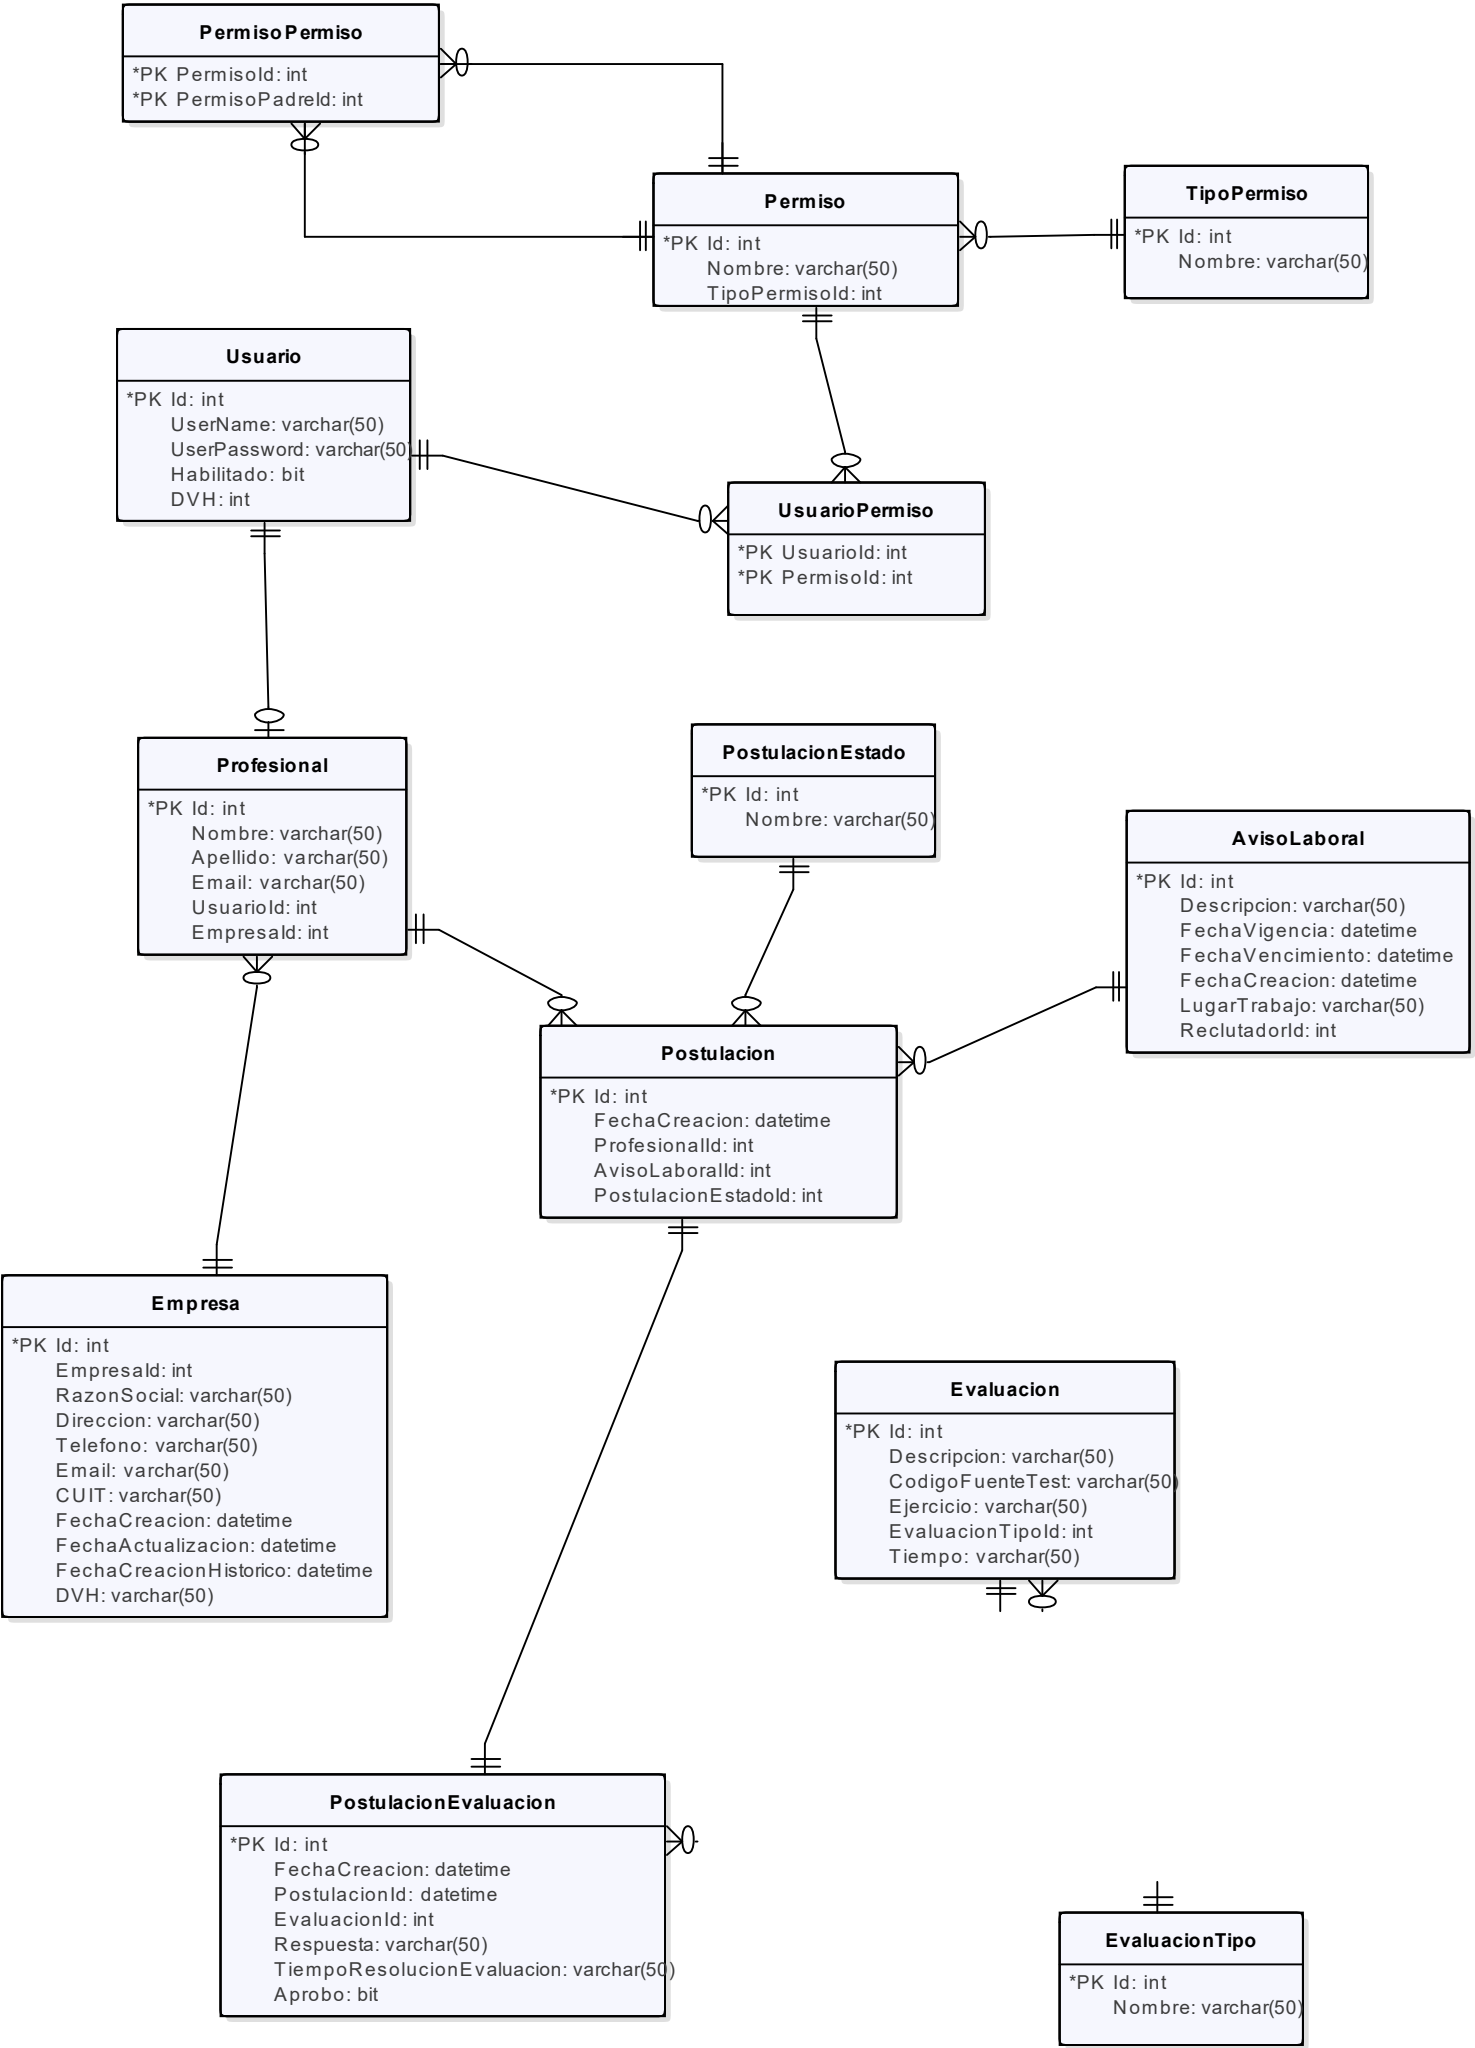 PermisoPermiso
*PK PermisoId: int
*PK PermisoPadreId: int
Permiso
*PK Id: int
Nombre: varchar(50)
TipoPermisoId: int
TipoPermiso
*PK Id: int
Nombre: varchar(50)
Usuario
*PK Id: int
UserName: varchar(50)
UserPassword: varchar(50)
Habilitado: bit
DVH: int
UsuarioPermiso
*PK UsuarioId: int
*PK PermisoId: int
Profesional
*PK Id: int
Nombre: varchar(50)
Apellido: varchar(50)
Email: varchar(50)
UsuarioId: int
EmpresaId: int
PostulacionEstado
*PK Id: int
Nombre: varchar(50)
AvisoLaboral
*PK Id: int
Descripcion: varchar(50)
FechaVigencia: datetime
FechaVencimiento: datetime
FechaCreacion: datetime
LugarTrabajo: varchar(50)
ReclutadorId: int
Postulacion
*PK Id: int
FechaCreacion: datetime
ProfesionalId: int
AvisoLaboralId: int
PostulacionEstadoId: int
Empresa
*PK Id: int
EmpresaId: int
RazonSocial: varchar(50)
Direccion: varchar(50)
Telefono: varchar(50)
Email: varchar(50)
CUIT: varchar(50)
FechaCreacion: datetime
FechaActualizacion: datetime
FechaCreacionHistorico: datetime
DVH: varchar(50)
Evaluacion
*PK Id: int
Descripcion: varchar(50)
CodigoFuenteTest: varchar(50)
Ejercicio: varchar(50)
EvaluacionTipoId: int
Tiempo: varchar(50)
PostulacionEvaluacion
*PK Id: int
FechaCreacion: datetime
PostulacionId: datetime
EvaluacionId: int
Respuesta: varchar(50)
TiempoResolucionEvaluacion: varchar(50)
Aprobo: bit
EvaluacionTipo
*PK Id: int
Nombre: varchar(50)